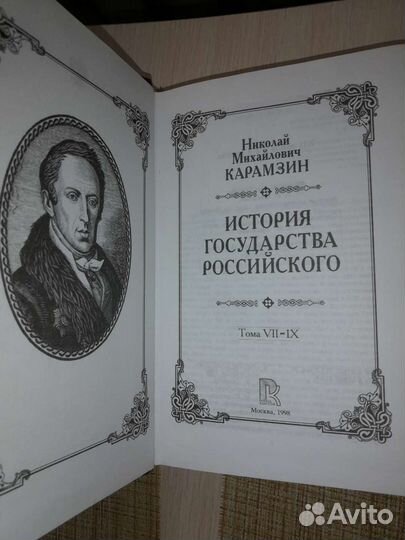 Николай
Михайлович
КАРАМЗИН
ИСТОРИЯ
ГОСУДАРСТВА
РОССИЙСКОГО
Тома VII–IX
Москва, 1998
Avito